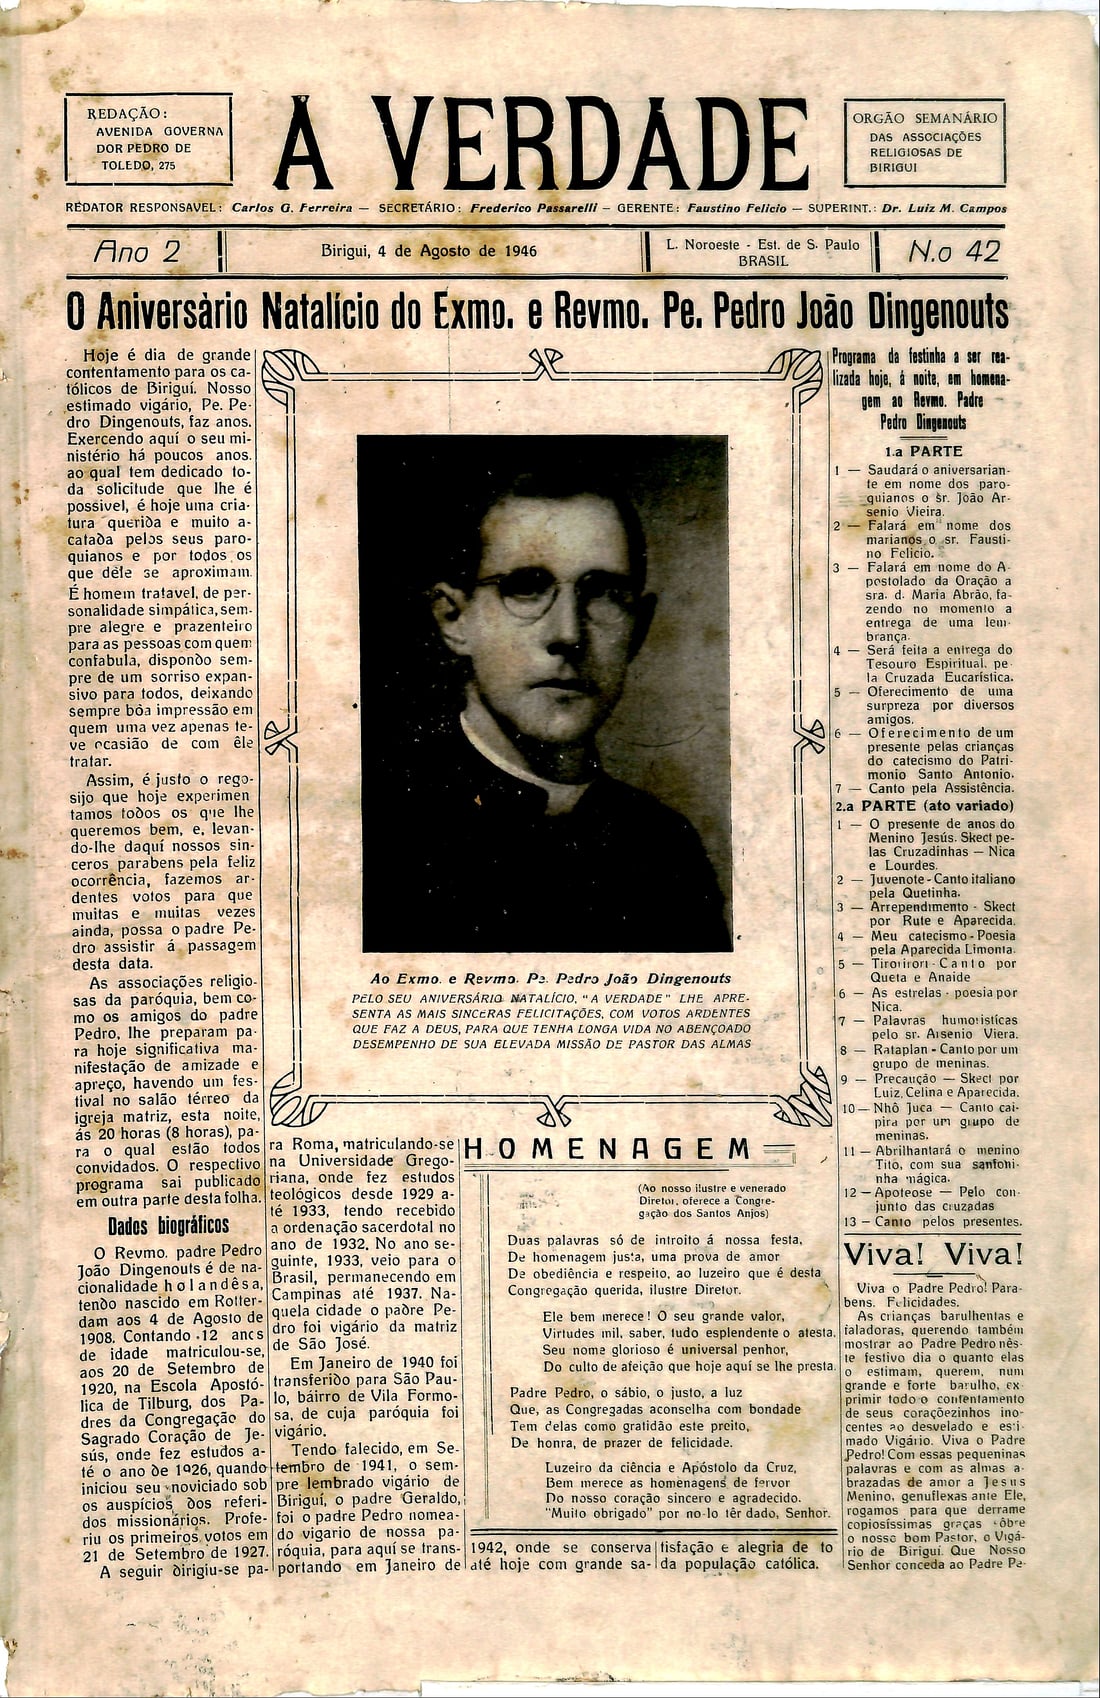 REDAÇÃO:
AVENIDA GOVERNA
DOR PEDRO DE
TOLEDO, 275
A VERDADE
ORGÃO SEMANÁRIO
DAS ASSOCIAÇÕES
RELIGIOSAS DE
BIRIGUI
REDATOR RESPONSAVEL: Carlos G. Ferreira — SECRETÁRIO: Frederico Passarelli — GERENTE: Faustino Felicio — SUPERINT.: Dr. Luiz M. Campos
Ano 2
Birigui, 4 de Agosto de 1946
L. Noroeste - Est. de S. Paulo
BRASIL
N.o 42
O Aniversàrio Natalício do Exmo. e Revmo. Pe. Pedro João Dingenouts
Hoje é dia de grande
contentamento para os ca-
tólicos de Biriguí. Nosso
estimado vigário, Pe. Pe-
dro Dingenouts, faz anos.
Exercendo aquí o seu mi-
nistério há poucos anos.
ao qual tem dedicado to-
da solicitude que lhe é
possivel, é hoje uma cria-
tura querida e muito a-
catada pelos seus paro-
quianos e por todos os
que dêle se aproximam.
É homem tratavel, de per-
sonalidade simpática, sem-
pre alegre e prazenteiro
para as pessoas com quem
confabula, dispondo sem-
pre de um sorriso expan-
sivo para todos, deixando
sempre bôa impressão em
quem uma vez apenas te-
ve ocasião de com êle
tratar.
Assim, é justo o rego-
sijo que hoje experimen
tamos todos os que lhe
queremos bem, e, levan-
do-lhe daquí nossos sin-
ceros parabens pela feliz
ocorrência, fazemos ar-
dentes votos para que
muitas e muitas vezes
ainda, possa o padre Pe-
dro assistir á passagem
desta data.
As associações religio-
sas da paróquia, bem co-
mo os amigos do padre
Pedro, lhe preparam pa-
ra hoje significativa ma-
nifestação de amizade e
apreço, havendo um fes-
tival no salão térreo da
igreja matriz, esta noite,
ás 20 horas (8 horas), pa-
ra o qual estão todos
convidados. O respectivo
programa sai publicado
em outra parte desta folha.
Dados biográficos
O Revmo. padre Pedro
João Dingenouts é de na-
cionalidade holandêsa,
tendo nascido em Rotter-
dam aos 4 de Agosto de
1908. Contando 12 anos
de idade matriculou-se,
aos 20 de Setembro de
1920, na Escola Apostó-
lica de Tilburg, dos Pa-
dres da Congregação do
Sagrado Coração de Je-
sús, onde fez estudos a-
té o ano de 1926, quando
iniciou seu noviciado sob
os auspícios dos referi-
dos missionários. Profe-
riu os primeiros votos em
21 de Setembro de 1927.
A seguir dirigiu-se pa-
ra Roma, matriculando-se
na Universidade Grego-
riana, onde fez estudos
teológicos desde 1929 a-
té 1933, tendo recebido
a ordenação sacerdotal no
ano de 1932. No ano se-
guinte, 1933, veio para o
Brasil, permanecendo em
Campinas até 1937. Na-
quela cidade o padre Pe-
dro foi vigário da matriz
de São José.
Em Janeiro de 1940 foi
transferido para São Pau-
lo, báirro de Vila Formo-
sa, de cuja paróquia foi
vigário.
Tendo falecido, em Se-
tembro de 1941, o sem-
pre lembrado vigário de
Biriguí, o padre Geraldo,
foi o padre Pedro nomea-
do vigario de nossa pa-
róquia, para aquí se trans-
portando em Janeiro de
1942, onde se conserva
até hoje com grande sa-
tisfação e alegria de to
da população católica.
Ao Exmo. e Revmo. Pe. Pedro João Dingenouts
PELO SEU ANIVERSÁRIO NATALÍCIO, "A VERDADE" LHE APRE-
SENTA AS MAIS SINCERAS FELICITAÇÕES, COM VOTOS ARDENTES
QUE FAZ A DEUS, PARA QUE TENHA LONGA VIDA NO ABENÇOADO
DESEMPENHO DE SUA ELEVADA MISSÃO DE PASTOR DAS ALMAS
HOMENAGEM
(Ao nosso ilustre e venerado
Diretor, oferece a Congre-
gação dos Santos Anjos)
Duas palavras só de introito á nossa festa,
De homenagem justa, uma prova de amor
De obediência e respeito, ao luzeiro que é desta
Congregação querida, ilustre Diretor.
Ele bem merece! O seu grande valor,
Virtudes mil, saber, tudo esplendente o atesta.
Seu nome glorioso é universal penhor,
Do culto de afeição que hoje aquí se lhe presta.
Padre Pedro, o sábio, o justo, a luz
Que, as Congregadas aconselha com bondade
Tem delas como gratidão este preito,
De honra, de prazer de felicidade.
Luzeiro da ciência e Apóstolo da Cruz,
Bem merece as homenagens de fervor
Do nosso coração sincero e agradecido.
"Muito obrigado" por no-lo têr dado, Senhor.
Programa da festinha a ser rea-
lizada hoje, á noite, em homena-
gem ao Revmo. Padre
Pedro Dingenouts
1.a PARTE
1 — Saudará o aniversarian-
te em nome dos paro-
quianos o sr. João Ar-
senio Vieira.
2 — Falará em nome dos
marianos o sr. Fausti-
no Felicio.
3 — Falará em nome do A-
postolado da Oração a
sra. d. Maria Abrão, fa-
zendo no momento a
entrega de uma lem-
brança.
4 — Será feita a entrega do
Tesouro Espiritual, pe-
la Cruzada Eucarística.
5 — Oferecimento de uma
surpreza por diversos
amigos.
6 — Oferecimento de um
presente pelas crianças
do catecismo do Patri-
monio Santo Antonio.
7 — Canto pela Assistência.
2.a PARTE (ato variado)
1 — O presente de anos do
Menino Jesús. Skect pe-
las Cruzadinhas — Nica
e Lourdes.
2 — Juvenote - Canto italiano
pela Quetinha.
3 — Arrependimento - Skect
por Rute e Aparecida.
4 — Meu catecismo - Poesia
pela Aparecida Limonta.
5 — Tiroriron - Canto por
Queta e Anaide
6 — As estrelas - poesia por
Nica.
7 — Palavras humoristicas
pelo sr. Arsenio Viera.
8 — Rataplan - Canto por um
grupo de meninas.
9 — Precaução — Skect por
Luiz, Celina e Aparecida.
10 — Nhô Juca — Canto cai-
pira por um grupo de
meninas.
11 — Abrilhantará o menino
Tito, com sua sanfoni-
nha mágica.
12 — Apoteose — Pelo con-
junto das cruzadas
13 — Canto pelos presentes.
Viva! Viva!
Viva o Padre Pedro! Para-
bens. Felicidades.
As crianças barulhentas e
faladoras, querendo também
mostrar ao Padre Pedro nês-
te festivo dia o quanto elas
o estimam, querem, num
grande e forte barulho, ex-
primir todo o contentamento
de seus coraçõezinhos ino-
centes ao desvelado e esti-
mado Vigário. Viva o Padre
Pedro! Com essas pequeninas
palavras e com as almas a-
brazadas de amor a Jesus
Menino, genuflexas ante Ele,
rogamos para que derrame
copiosíssimas graças sôbre
o nosso bom Pastor, o Vigá-
rio de Biriguí. Que Nosso
Senhor conceda ao Padre Pe-